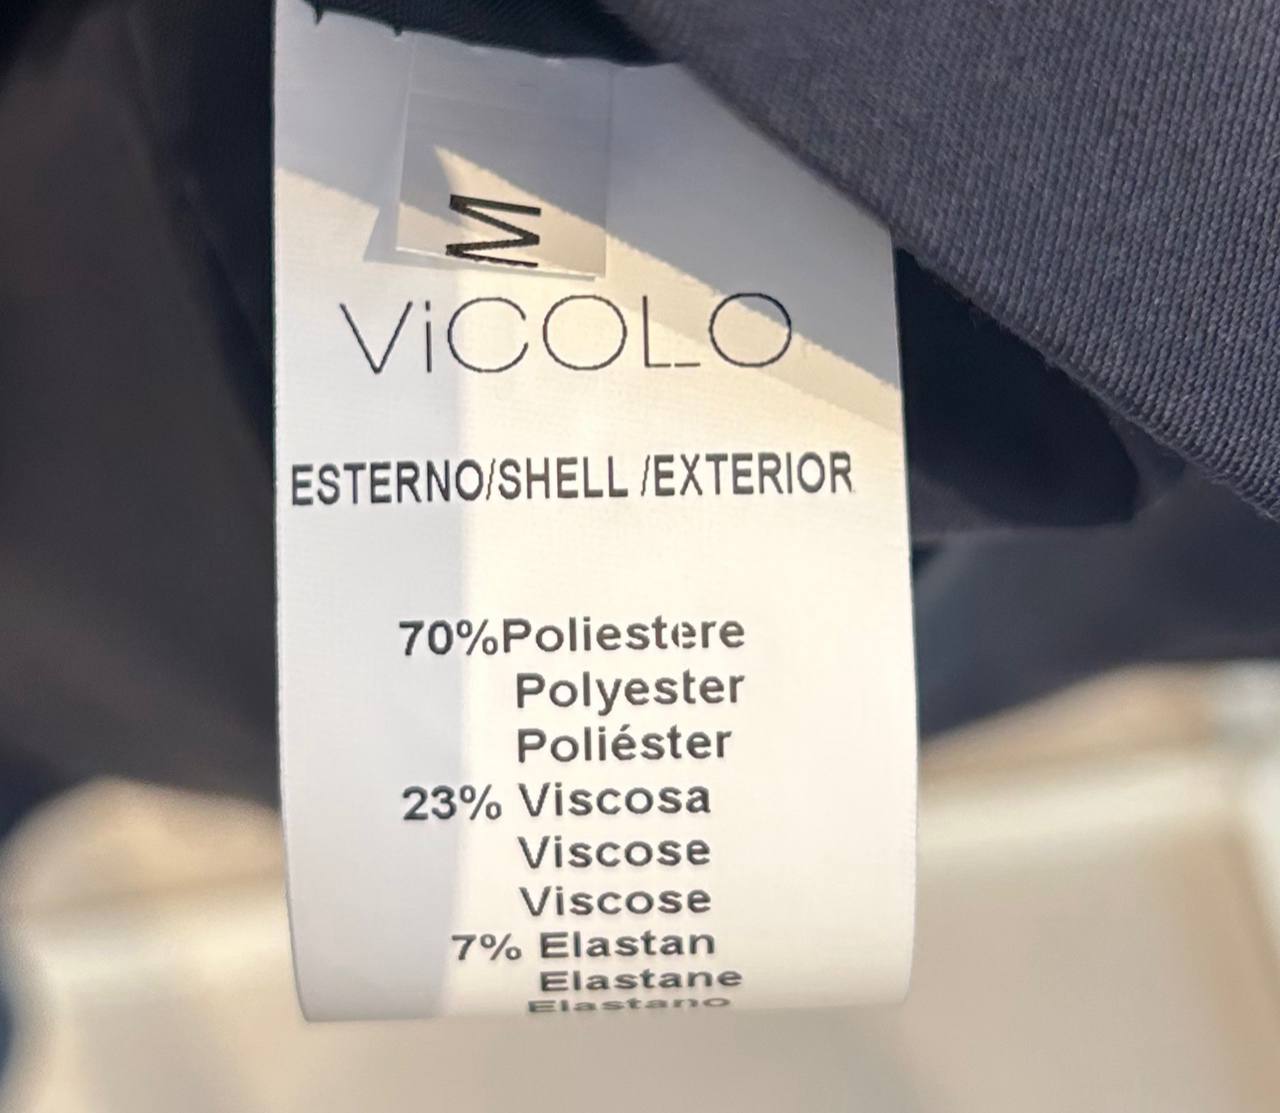 M
ViCOLO
ESTERNO/SHELL /EXTERIOR
70%Poliestere
Polyester
Poliéster
23% Viscosa
Viscose
Viscose
7% Elastan
Elastane
Elastano